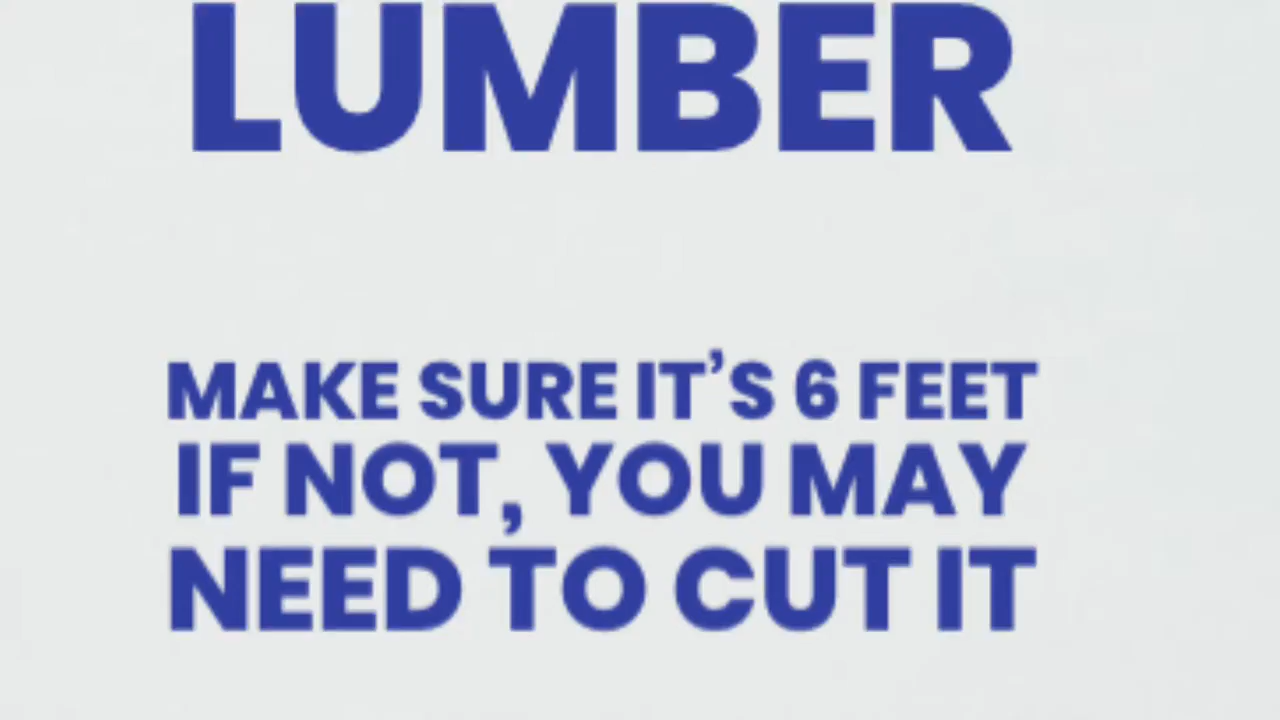 LUMBER
MAKE SURE IT’S 6 FEET
IF NOT, YOU MAY
NEED TO CUT IT